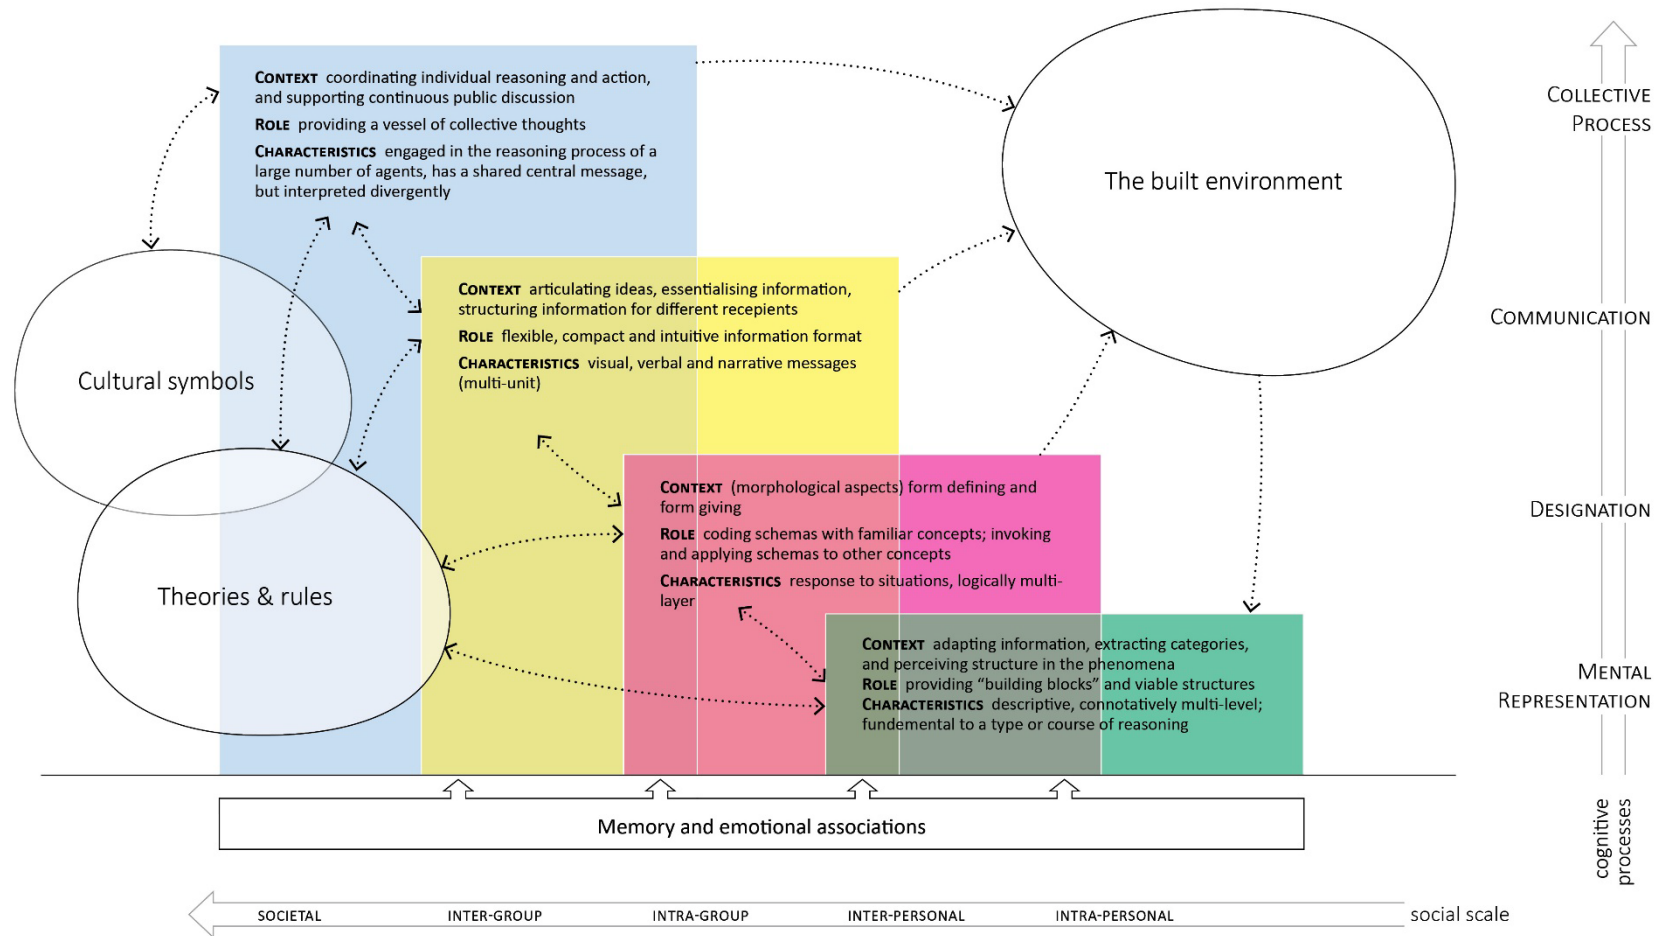 CONTEXT coordinating individual reasoning and action,
and supporting continuous public discussion
ROLE providing a vessel of collective thoughts
CHARACTERISTICS engaged in the reasoning process of a
large number of agents, has a shared central message,
but interpreted divergently
The built environment
COLLECTIVE
PROCESS
CONTEXT articulating ideas, essentialising information,
structuring information for different recepients
ROLE flexible, compact and intuitive information format
CHARACTERISTICS visual, verbal and narrative messages
(multi-unit)
COMMUNICATION
Cultural symbols
CONTEXT (morphological aspects) form defining and
form giving
ROLE coding schemas with familiar concepts; invoking
and applying schemas to other concepts
CHARACTERISTICS response to situations, logically multi-
layer
DESIGNATION
Theories & rules
CONTEXT adapting information, extracting categories,
and perceiving structure in the phenomena
ROLE providing “building blocks” and viable structures
CHARACTERISTICS descriptive, connotatively multi-level;
fundemental to a type or course of reasoning
MENTAL
REPRESENTATION
Memory and emotional associations
cognitive
processes
SOCIETAL INTER-GROUP INTRA-GROUP INTER-PERSONAL INTRA-PERSONAL social scale